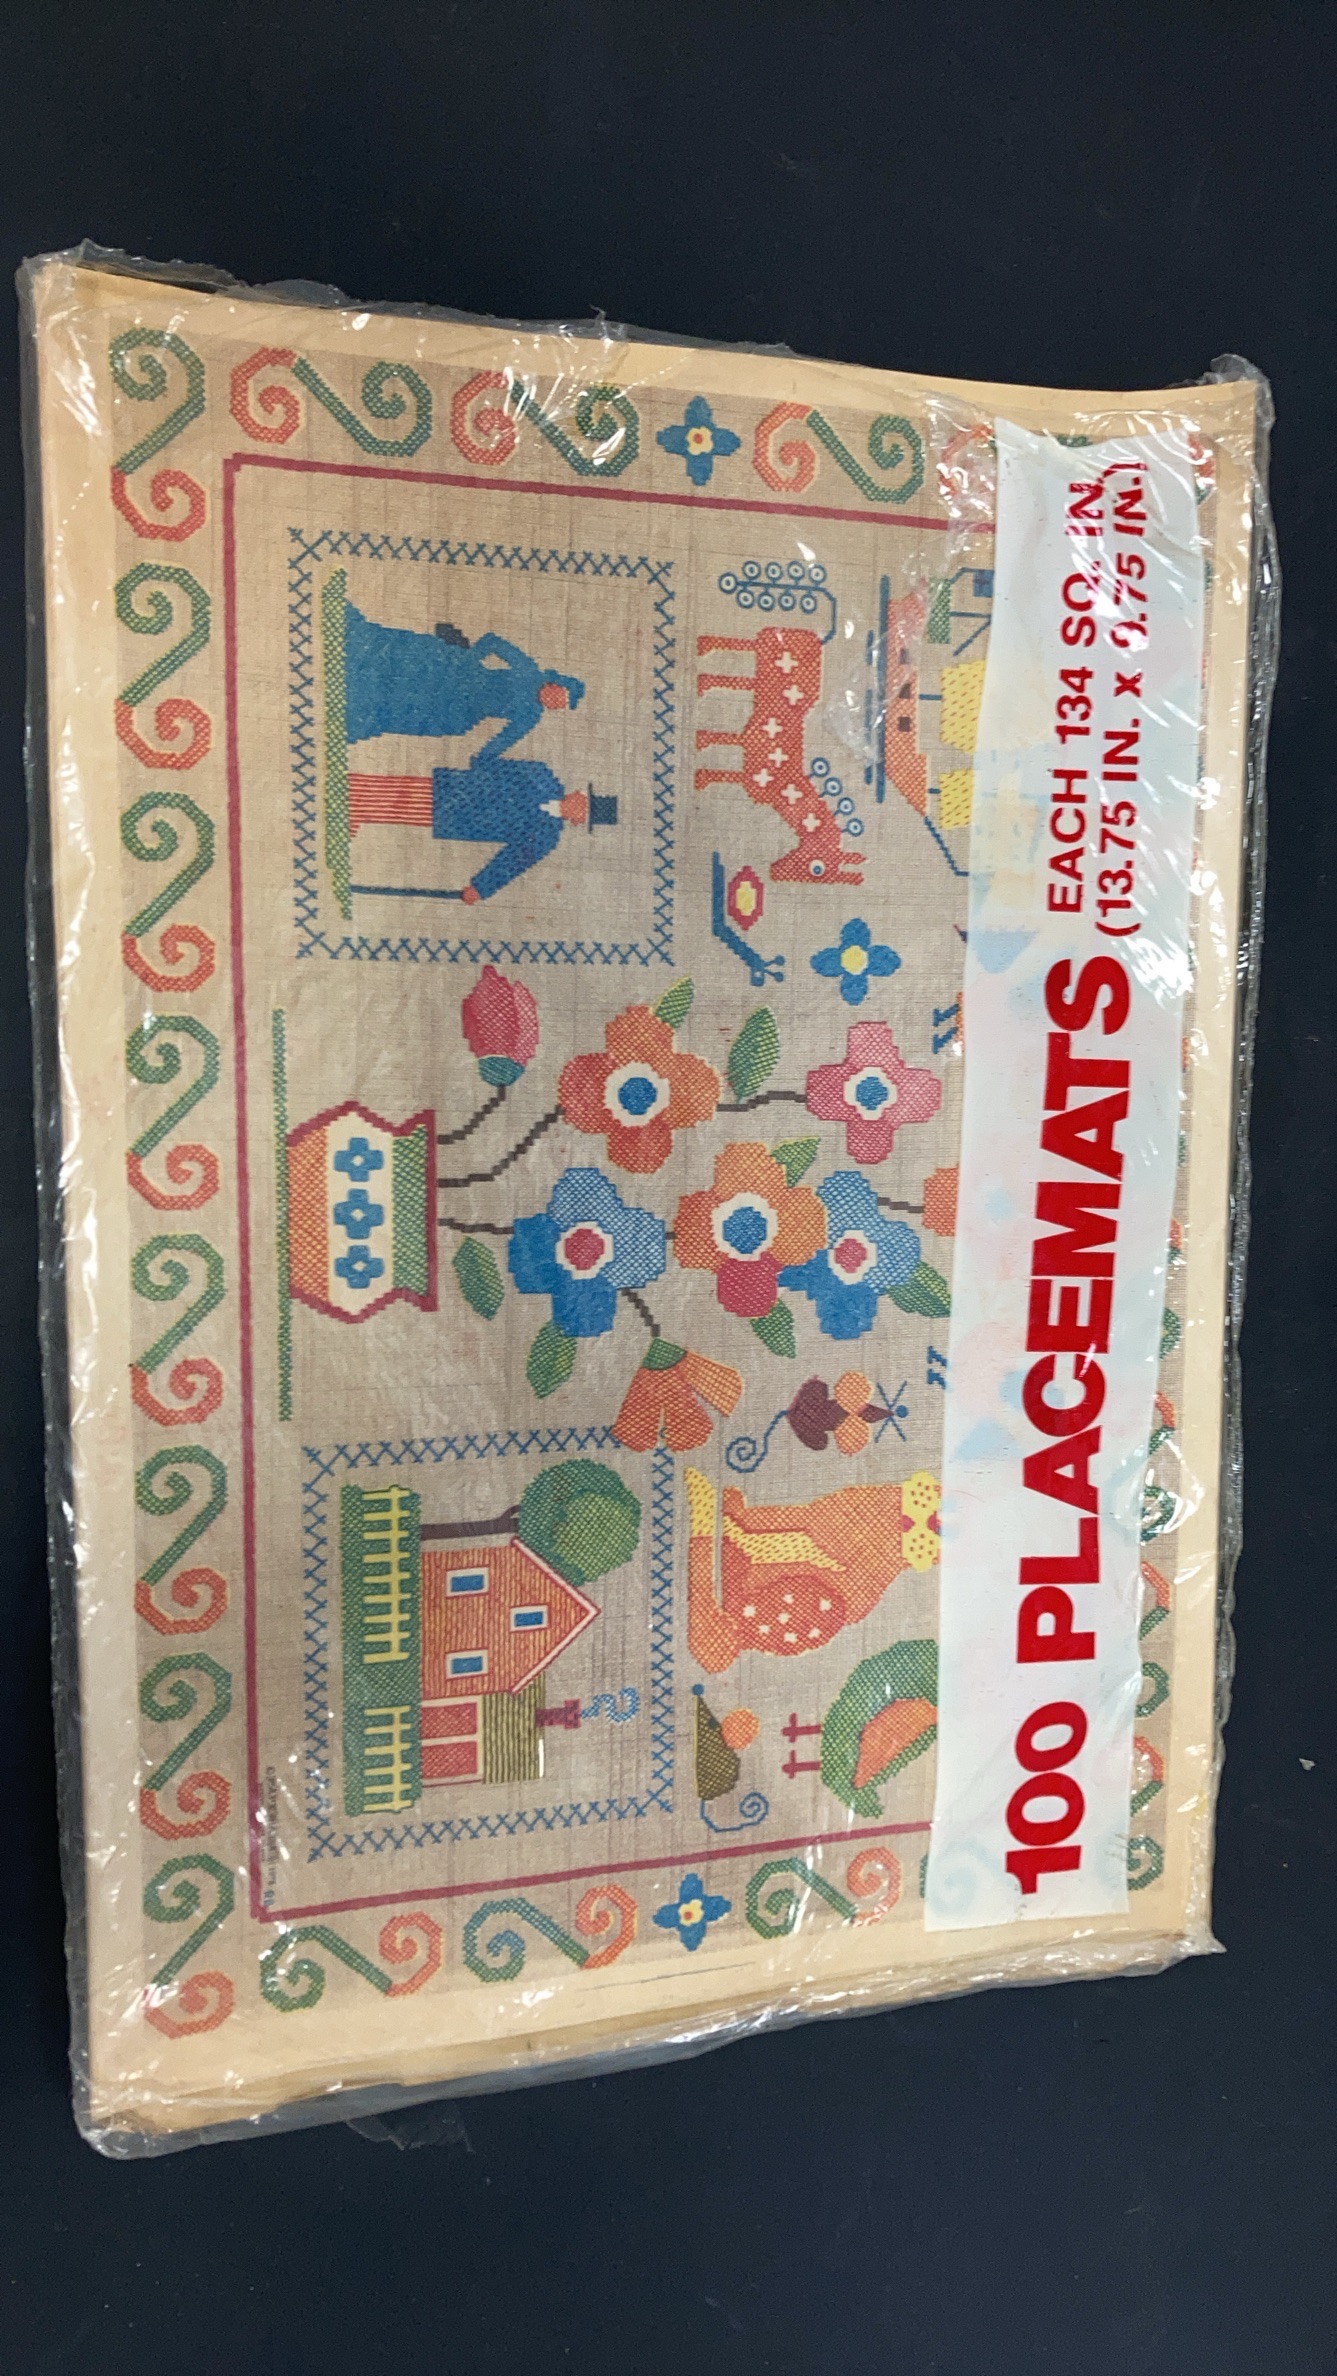 100 PLACEMATS
EACH 134 SQ. IN.
(13.75 IN. x 9.75 IN.)